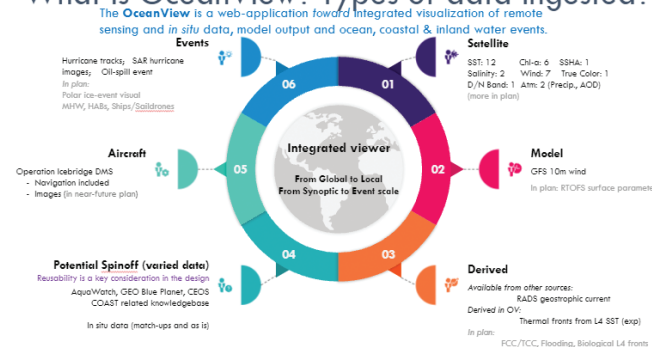 What is OceanView? Types of data ingested?
The OceanView is a web-application toward integrated visualization of remote
sensing and in situ data, model output and ocean, coastal & inland water events.
Events
Hurricane tracks; SAR hurricane
images; Oil-spill event
In plan:
Polar ice-event visual
MHW, HABs, Ships/Saildrones
06
01
Satellite
SST: 12 Chl-a: 6 SSHA: 1
Salinity: 2 Wind: 7 True Color: 1
D/N Band: 1 Atm: 2 (Precip., AOD)
(more in plan)
Aircraft
Operation Icebridge DMS
- Navigation included
- Images (in near-future plan)
05
Integrated viewer
From Global to Local
From Synoptic to Event scale
02
Model
GFS 10m wind
In plan: RTOFS surface paramete
04
03
Potential Spinoff (varied data)
Reusability is a key consideration in the design
AquaWatch, GEO Blue Planet, CEOS
COAST related knowledgebase
In situ data (match-ups and as is)
Derived
Available from other sources:
RADS geostrophic current
Derived in OV:
Thermal fronts from L4 SST (exp)
In plan:
FCC/TCC, Flooding, Biological L4 fronts